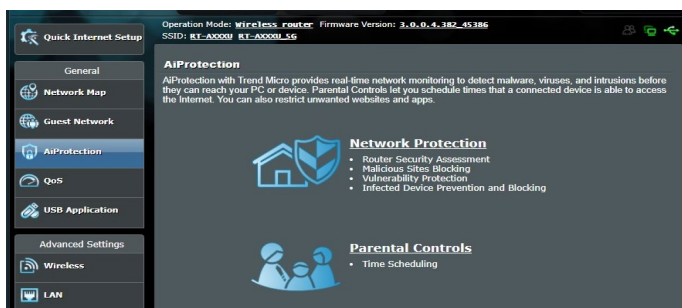 Quick Internet Setup
General
Network Map
Guest Network
AiProtection
QoS
USB Application
Advanced Settings
Wireless
LAN
Operation Mode: Wireless router Firmware Version: 3.0.0.4.382_45386
SSID: RT-AXXXU RT-AXXXU_5G
AiProtection
AiProtection with Trend Micro provides real-time network monitoring to detect malware, viruses, and intrusions before
they can reach your PC or device. Parental Controls let you schedule times that a connected device is able to access
the Internet. You can also restrict unwanted websites and apps.
Network Protection
• Router Security Assessment
• Malicious Sites Blocking
• Vulnerability Protection
• Infected Device Prevention and Blocking
Parental Controls
• Time Scheduling